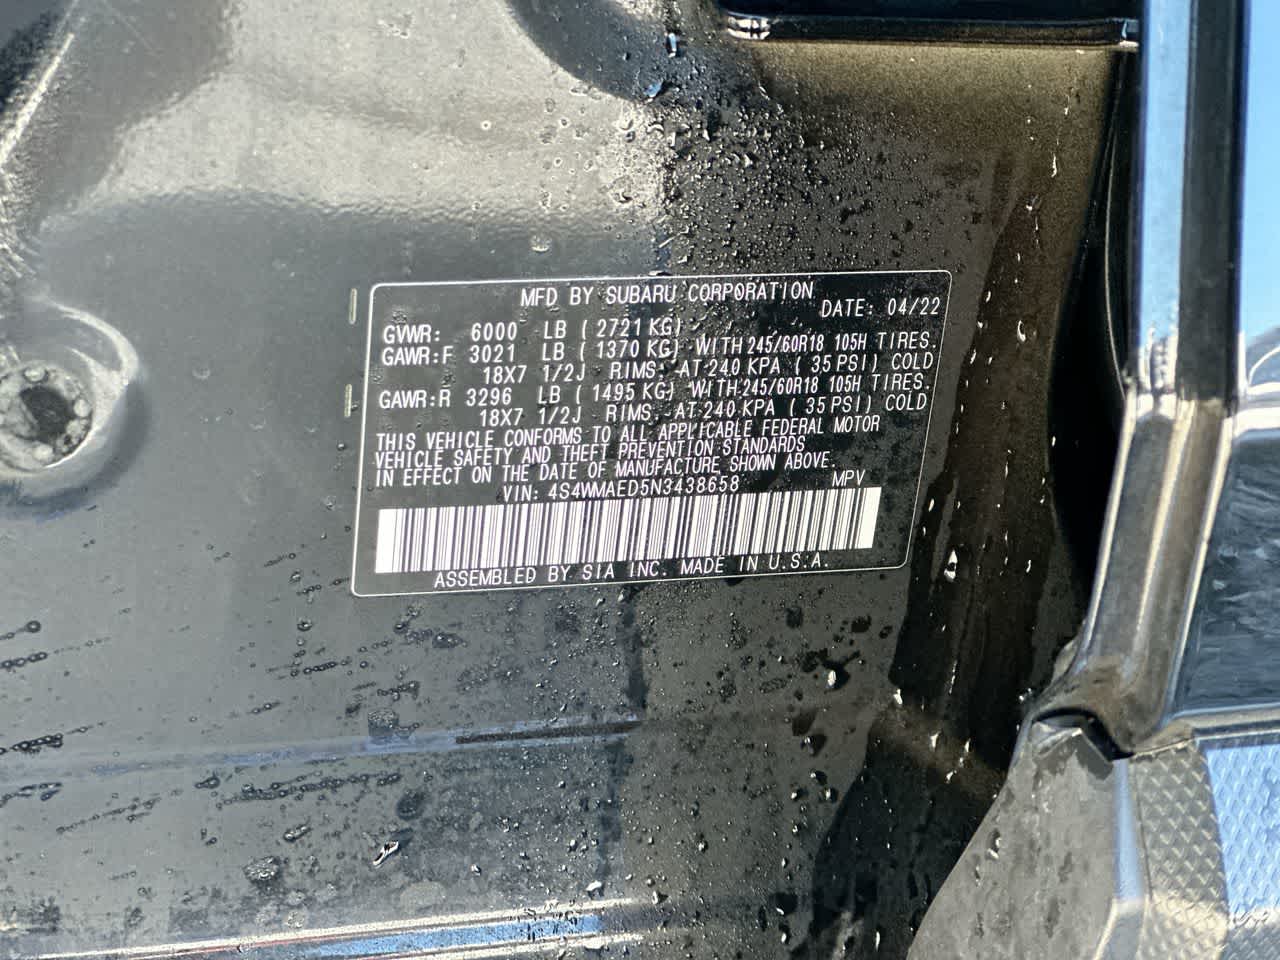 MFD BY SUBARU CORPORATION
DATE: 04/22
GVWR: 6000 LB (2721 KG)
GAWR:F 3021 LB (1370 KG) WITH 245/60R18 105H TIRES.
18X7 1/2J RIMS, AT 240 KPA (35 PSI) COLD
GAWR:R 3296 LB (1495 KG) WITH 245/60R18 105H TIRES.
18X7 1/2J RIMS, AT 240 KPA (35 PSI) COLD
THIS VEHICLE CONFORMS TO ALL APPLICABLE FEDERAL MOTOR
VEHICLE SAFETY AND THEFT PREVENTION STANDARDS
IN EFFECT ON THE DATE OF MANUFACTURE SHOWN ABOVE.
VIN: 4S4WMAED5N3438658 MPV
ASSEMBLED BY SIA INC. MADE IN U.S.A.